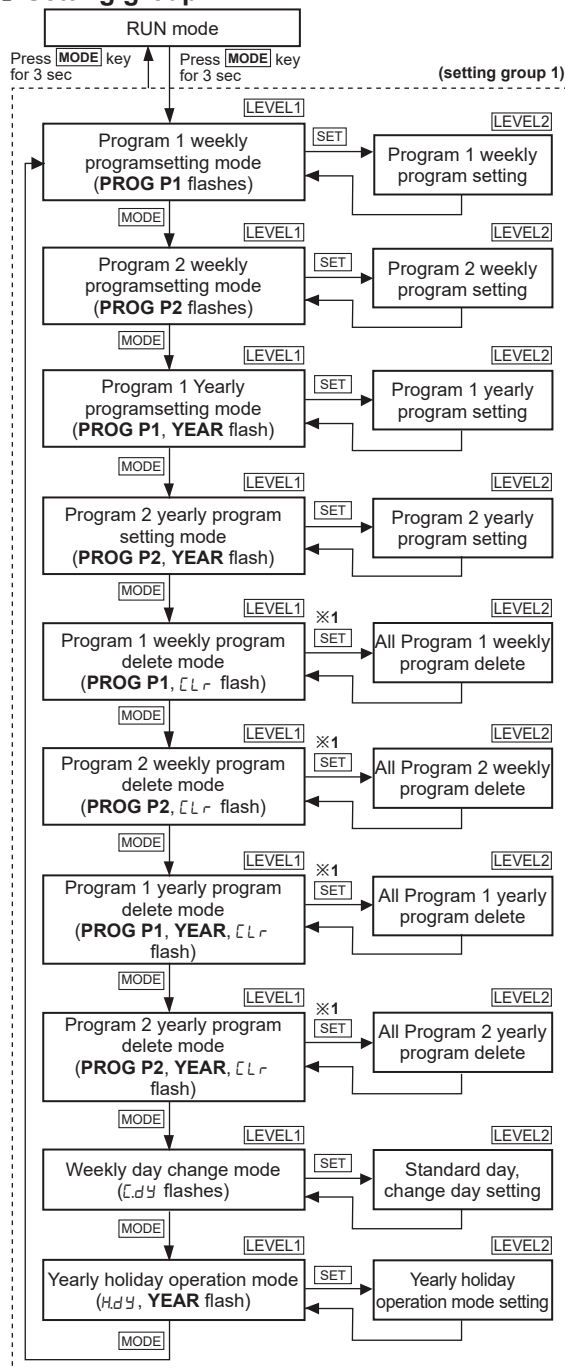 RUN mode
Press MODE key
for 3 sec
Press MODE key
for 3 sec
(setting group 1)
LEVEL1
Program 1 weekly
programsetting mode
(PROG P1 flashes)
SET
LEVEL2
Program 1 weekly
program setting
MODE
LEVEL1
Program 2 weekly
programsetting mode
(PROG P2 flashes)
SET
LEVEL2
Program 2 weekly
program setting
MODE
LEVEL1
Program 1 Yearly
programsetting mode
(PROG P1, YEAR flash)
SET
LEVEL2
Program 1 yearly
program setting
MODE
LEVEL1
Program 2 yearly program
setting mode
(PROG P2, YEAR flash)
SET
LEVEL2
Program 2 yearly
program setting
MODE
LEVEL1
Program 1 weekly program
delete mode
(PROG P1, CLr flash)
※1
SET
LEVEL2
All Program 1 weekly
program delete
MODE
LEVEL1
Program 2 weekly program
delete mode
(PROG P2, CLr flash)
※1
SET
LEVEL2
All Program 2 weekly
program delete
MODE
LEVEL1
Program 1 yearly program
delete mode
(PROG P1, YEAR, CLr
flash)
※1
SET
LEVEL2
All Program 1 yearly
program delete
MODE
LEVEL1
Program 2 yearly program
delete mode
(PROG P2, YEAR, CLr
flash)
※1
SET
LEVEL2
All Program 2 yearly
program delete
MODE
LEVEL1
Weekly day change mode
(C.dY flashes)
SET
LEVEL2
Standard day,
change day setting
MODE
LEVEL1
Yearly holiday operation mode
(H.dY, YEAR flash)
SET
LEVEL2
Yearly holiday
operation mode setting
MODE